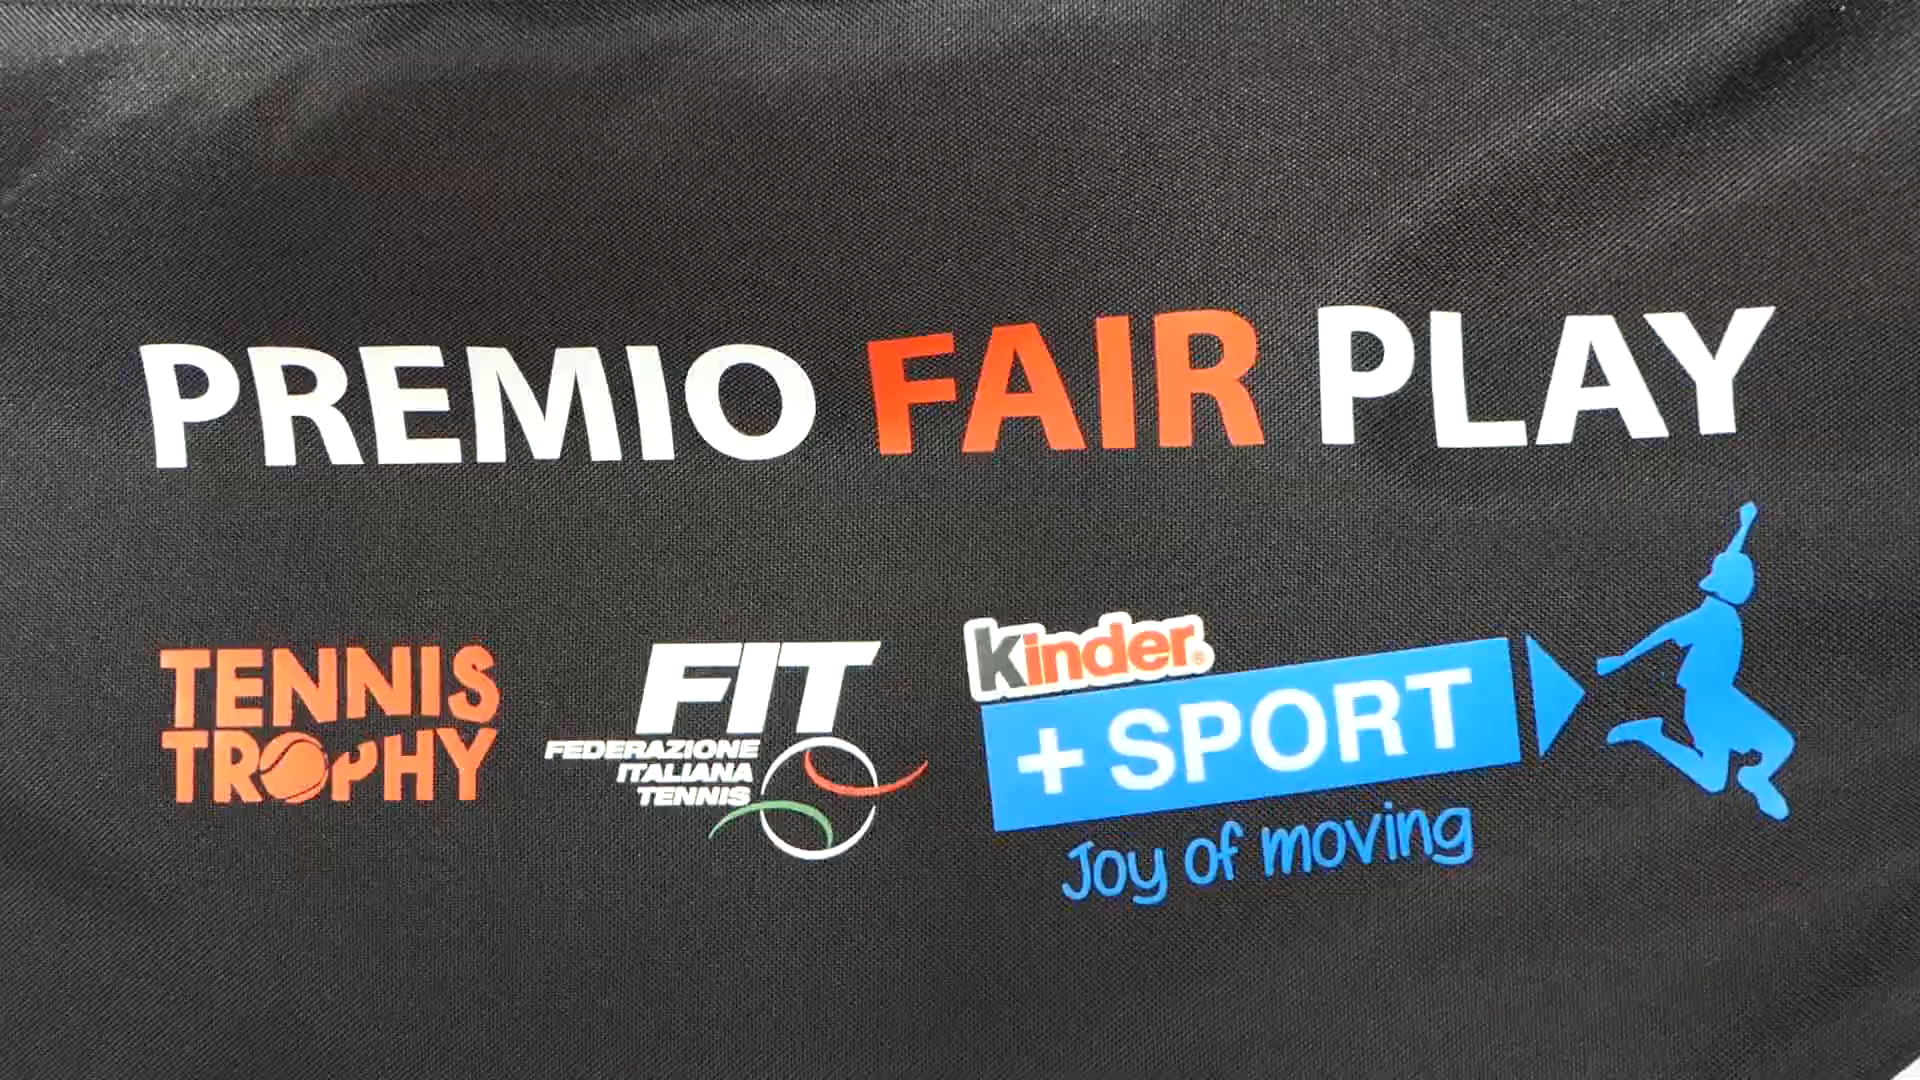 PREMIO FAIR PLAY
TENNIS
TROPHY
FIT
FEDERAZIONE
ITALIANA
TENNIS
Kinder
+ SPORT
Joy of moving